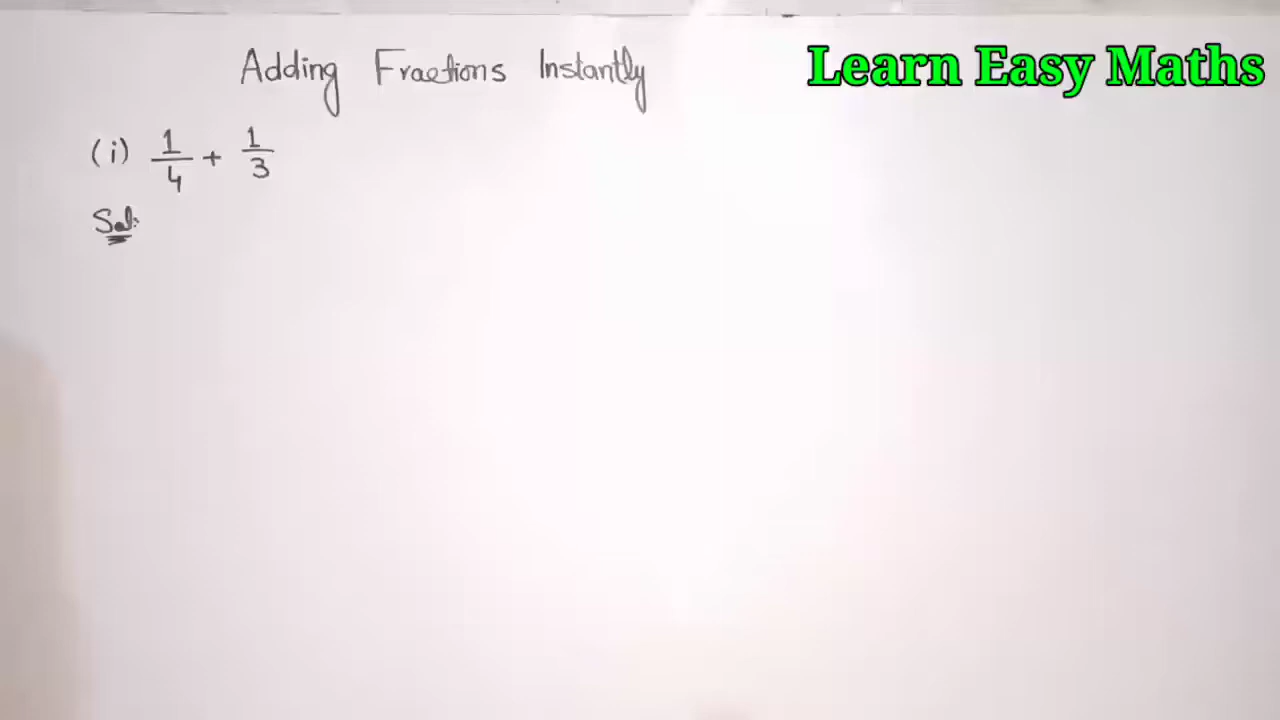 Adding Fractions Instantly
Learn Easy Maths
(i) 1/4 + 1/3
Sol: